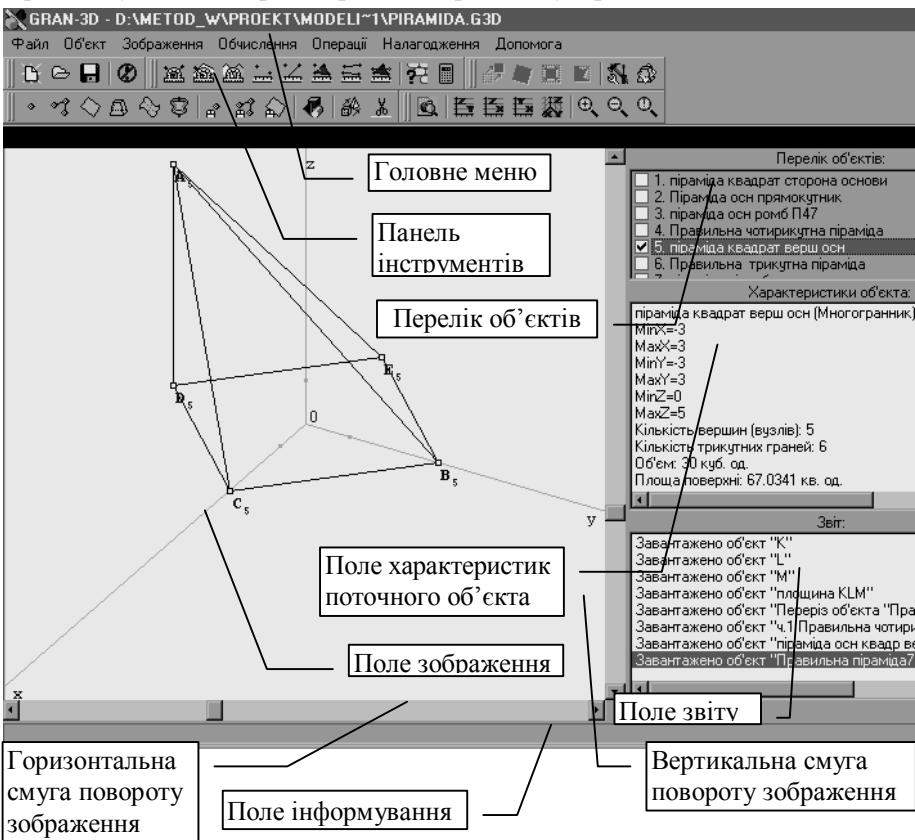 GRAN-3D - D:\METOD_W\PROEKT\MODELI~1\PIRAMIDA.G3D
Файл Об'єкт Зображення Обчислення Операції Налагодження Допомога
Головне меню
Панель
інструментів
Перелік об’єктів
Поле характеристик
поточного об’єкта
Поле зображення
z
A5
D5
E5
0
B5
C5
y
x
Перелік об'єктів:
1. піраміда квадрат сторона основи
2. Піраміда осн прямокутник
3. піраміда осн ромб П47
4. Правильна чотирикутна піраміда
5. піраміда квадрат верш осн
6. Правильна трикутна піраміда
Характеристики об'єкта:
піраміда квадрат верш осн (Многогранник)
MinX=-3
MaxX=3
MinY=-3
MaxY=3
MinZ=0
MaxZ=5
Кількість вершин (вузлів): 5
Кількість трикутних граней: 6
Об'єм: 30 куб. од.
Площа поверхні: 67.0341 кв. од.
Звіт:
Завантажено об'єкт "K"
Завантажено об'єкт "L"
Завантажено об'єкт "M"
Завантажено об'єкт "площина KLM"
Завантажено об'єкт "Переріз об'єкта "Пра
Завантажено об'єкт "ч.1 Правильна чотири
Завантажено об'єкт "піраміда осн квадр ве
Завантажено об'єкт "Правильна піраміда7
Поле звіту
Горизонтальна
смуга повороту
зображення
Поле інформування
Вертикальна смуга
повороту зображення